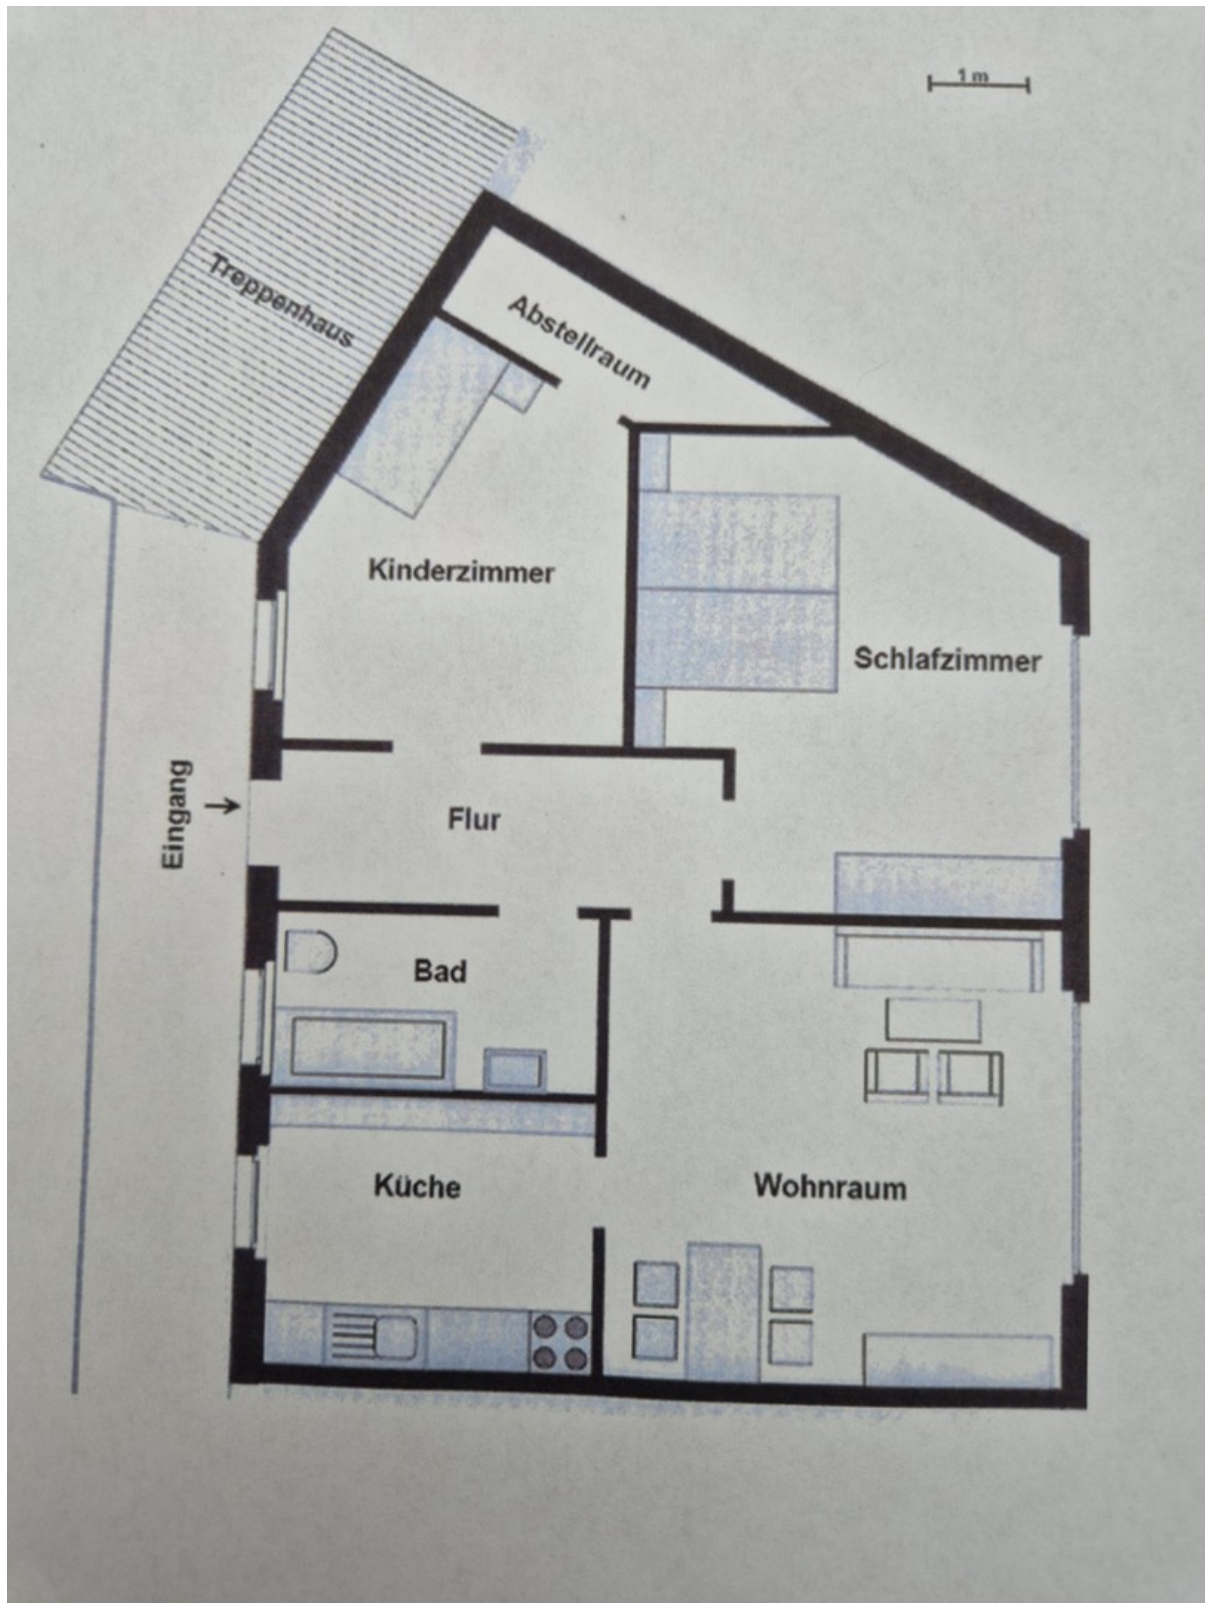 1 m
Treppenhaus
Abstellraum
Kinderzimmer
Schlafzimmer
Eingang
Flur
Bad
Küche
Wohnraum